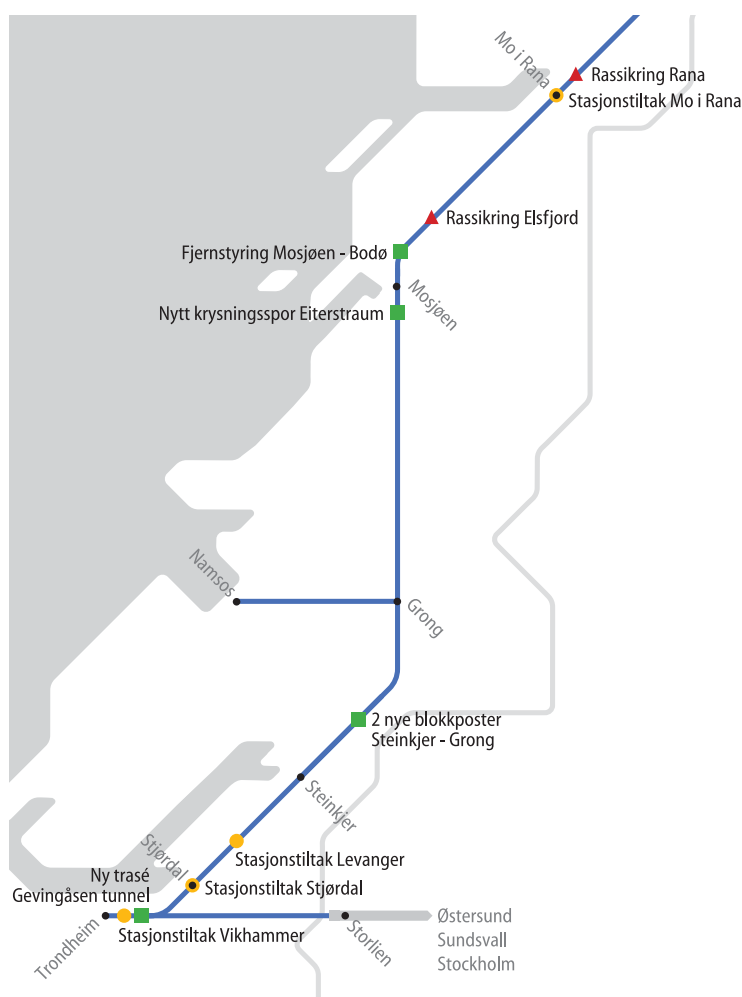 Mo i Rana
Rassikring Rana
Stasjonstiltak Mo i Rana
Rassikring Elsfjord
Fjernstyring Mosjøen - Bodø
Mosjøen
Nytt krysningsspor Eiterstraum
Namsos
Grong
2 nye blokkposter
Steinkjer - Grong
Steinkjer
Stjørdal
Stasjonstiltak Levanger
Ny trasé
Gevingåsen tunnel
Stasjonstiltak Stjørdal
Trondheim
Stasjonstiltak Vikhammer
Storlien
Østersund
Sundsvall
Stockholm